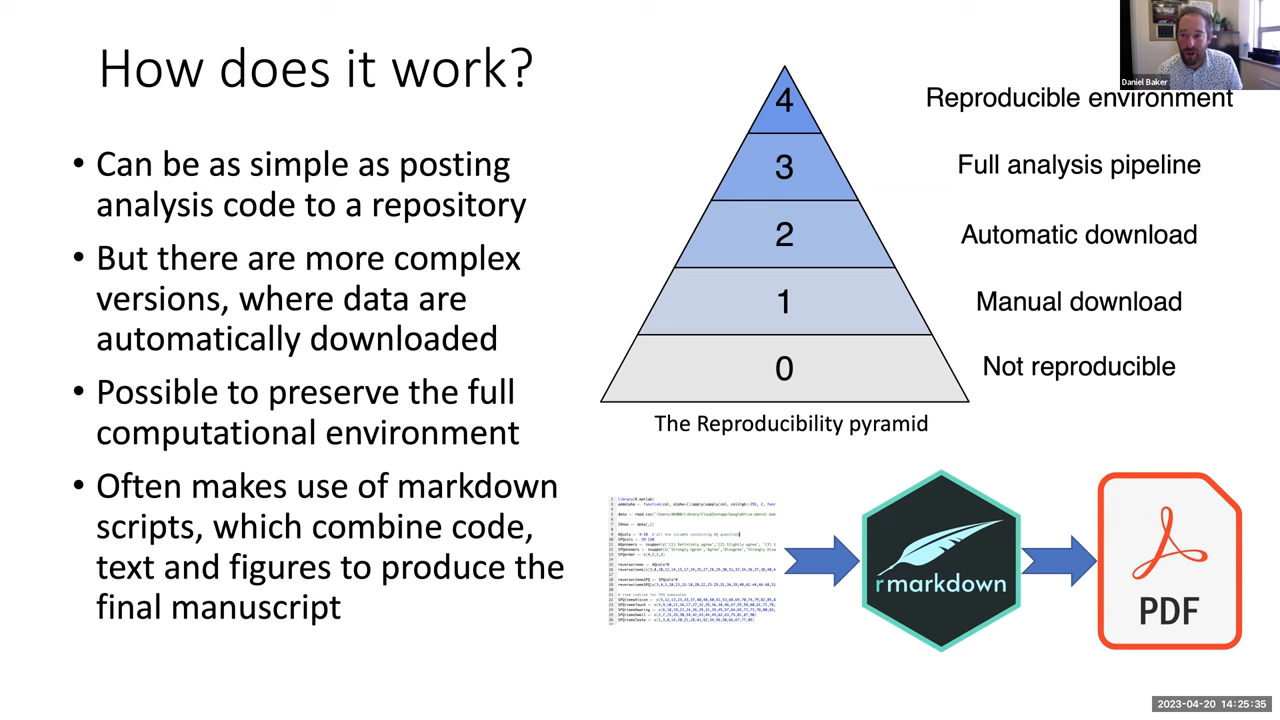 How does it work?
• Can be as simple as posting
analysis code to a repository
• But there are more complex
versions, where data are
automatically downloaded
• Possible to preserve the full
computational environment
• Often makes use of markdown
scripts, which combine code,
text and figures to produce the
final manuscript
Daniel Baker
4 Reproducible environment
3 Full analysis pipeline
2 Automatic download
1 Manual download
0 Not reproducible
The Reproducibility pyramid
rmarkdown
PDF
2023-04-20 14:25:35